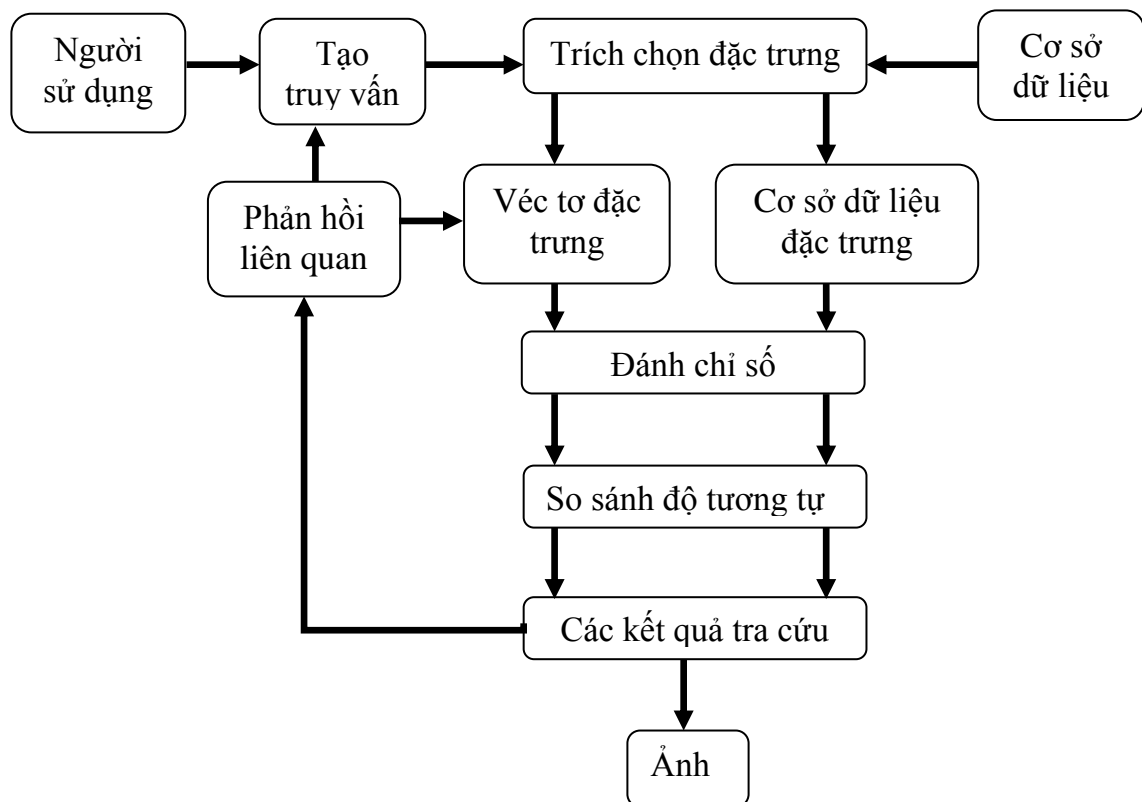 Người
sử dụng
Tạo
truy vấn
Trích chọn đặc trưng
Cơ sở
dữ liệu
Phản hồi
liên quan
Véc tơ đặc
trưng
Cơ sở dữ liệu
đặc trưng
Đánh chỉ số
So sánh độ tương tự
Các kết quả tra cứu
Ảnh